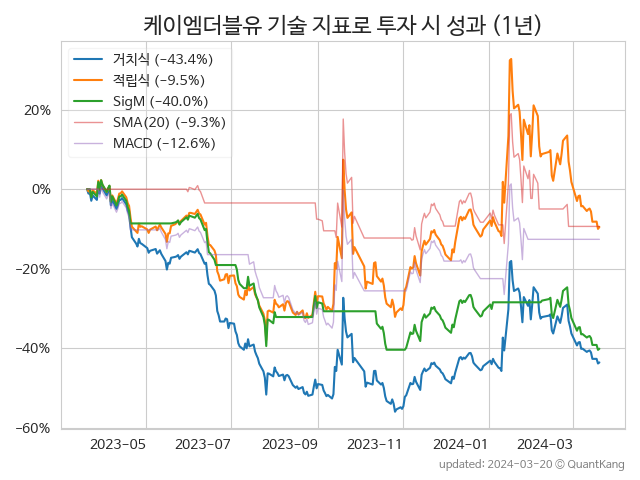 케이엠더블유 기술 지표로 투자 시 성과 (1년)
거치식 (−43.4%)
적립식 (−9.5%)
SigM (−40.0%)
SMA(20) (−9.3%)
MACD (−12.6%)
20%
0%
−20%
−40%
−60%
2023−05 2023−07 2023−09 2023−11 2024−01 2024−03
updated: 2024−03−20 © QuantKang